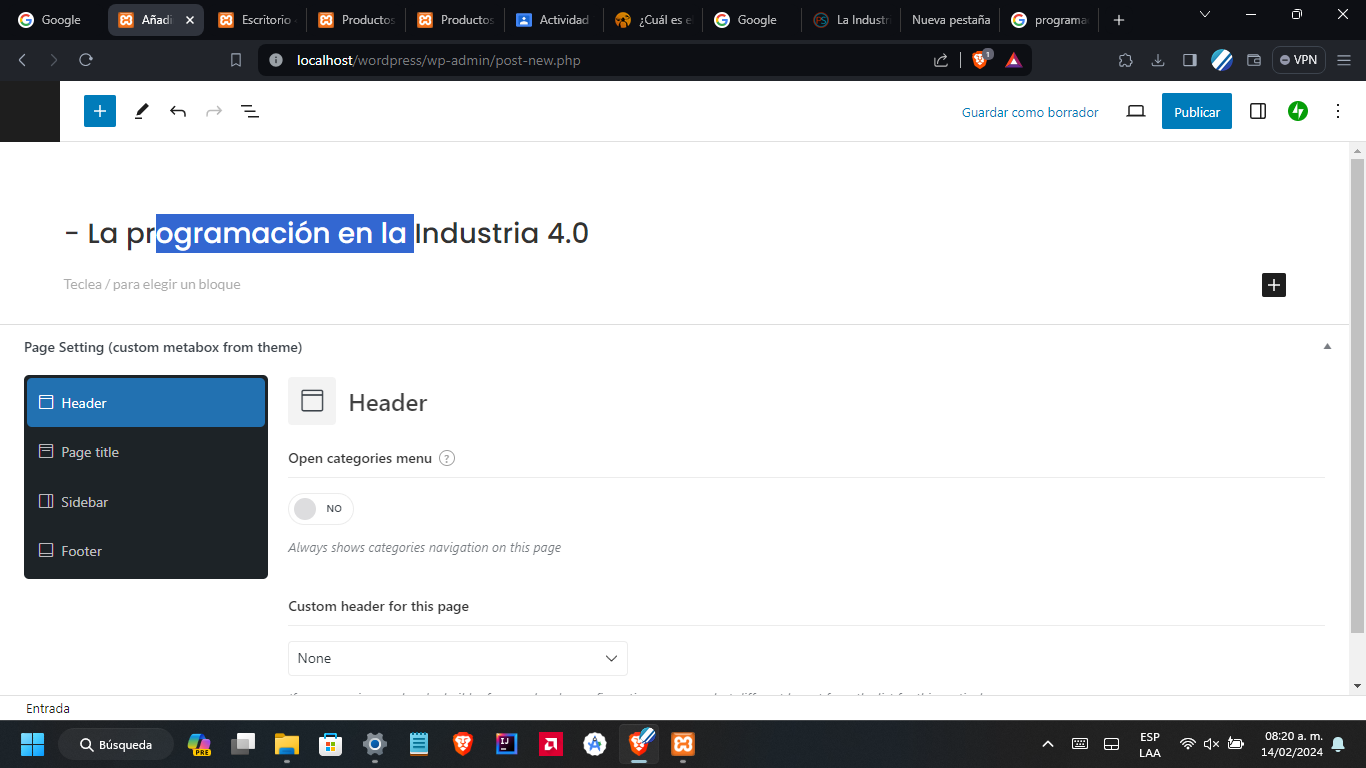 Google
Añadi
Escritorio
Productos
Productos
Actividad
¿Cuál es e
Google
La Industr
Nueva pestaña
programa
localhost/wordpress/wp-admin/post-new.php
1
VPN
Guardar como borrador
Publicar
- La programación en la Industria 4.0
Teclea / para elegir un bloque
Page Setting (custom metabox from theme)
Header
Page title
Sidebar
Footer
Header
Open categories menu ?
NO
Always shows categories navigation on this page
Custom header for this page
None
Entrada
Búsqueda
PRE
IJ
ESP
LAA
08:20 a. m.
14/02/2024